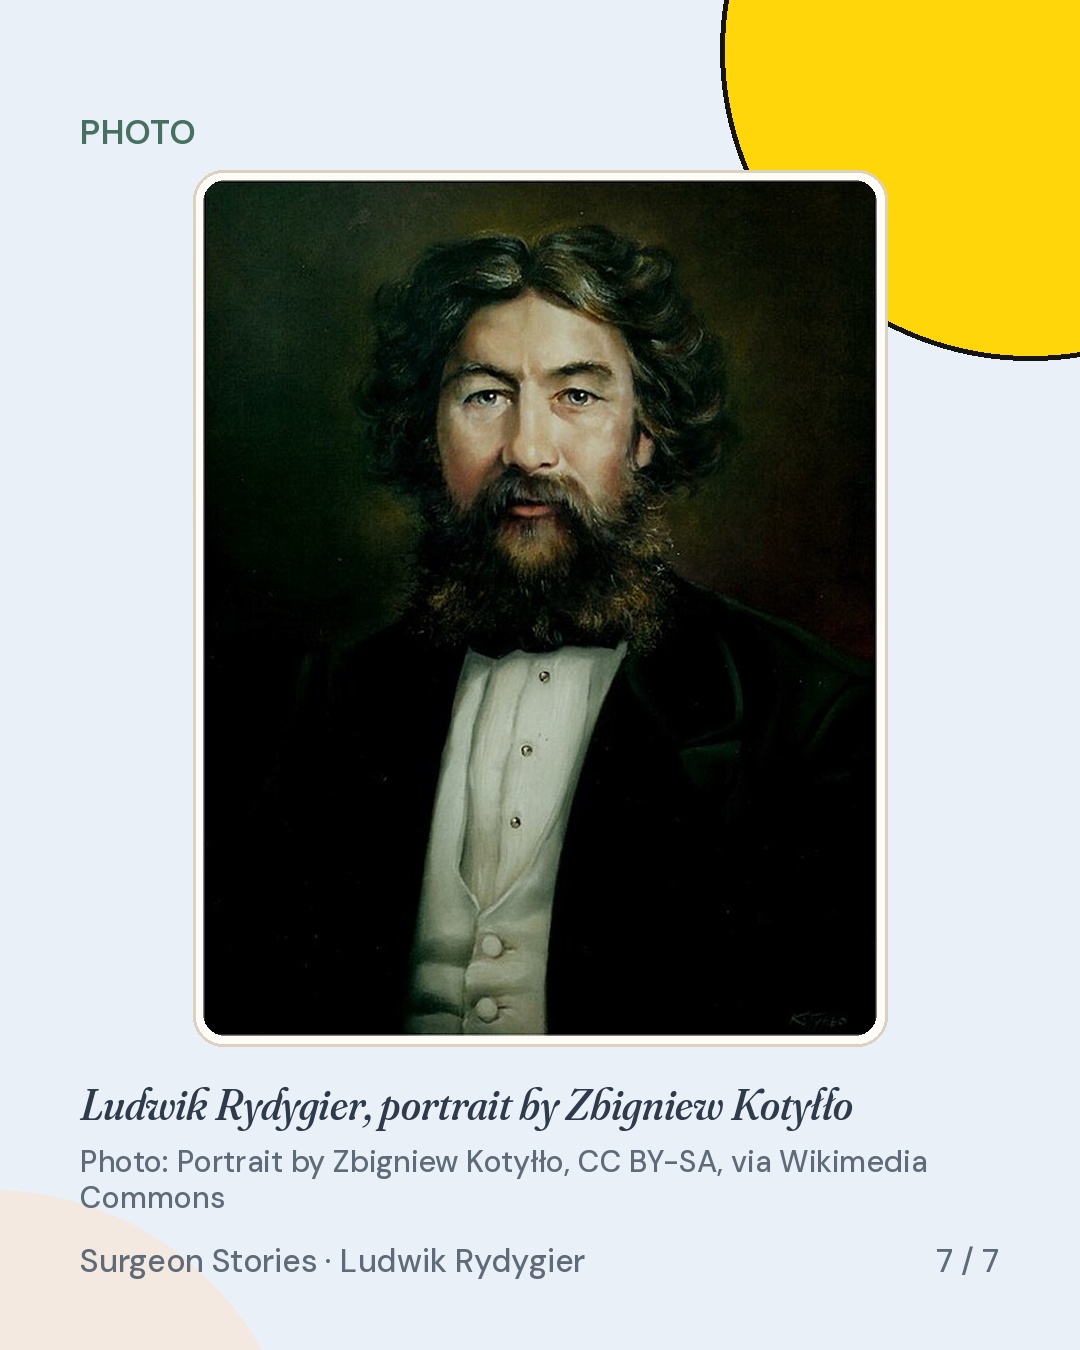 PHOTO
Ludwik Rydygier, portrait by Zbigniew Kotyłło
Photo: Portrait by Zbigniew Kotyłło, CC BY-SA, via Wikimedia
Commons
Surgeon Stories · Ludwik Rydygier
7 / 7